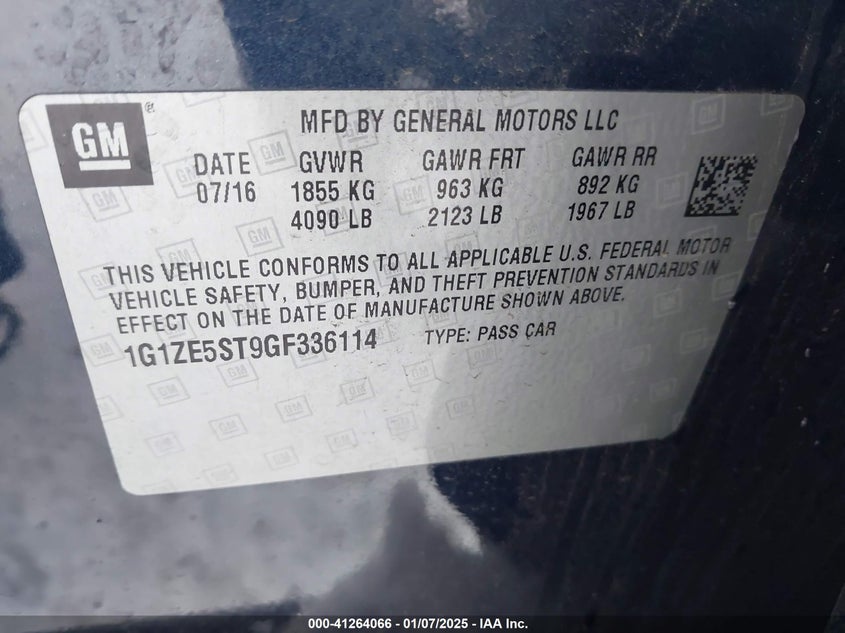 GM
MFD BY GENERAL MOTORS LLC
DATE GVWR GAWR FRT GAWR RR
07/16 1855 KG 963 KG 892 KG
4090 LB 2123 LB 1967 LB
THIS VEHICLE CONFORMS TO ALL APPLICABLE U.S. FEDERAL MOTOR
VEHICLE SAFETY, BUMPER, AND THEFT PREVENTION STANDARDS IN
EFFECT ON THE DATE OF MANUFACTURE SHOWN ABOVE.
1G1ZE5ST9GF336114 TYPE: PASS CAR
000-41264066 — 01/07/2025 — IAA Inc.